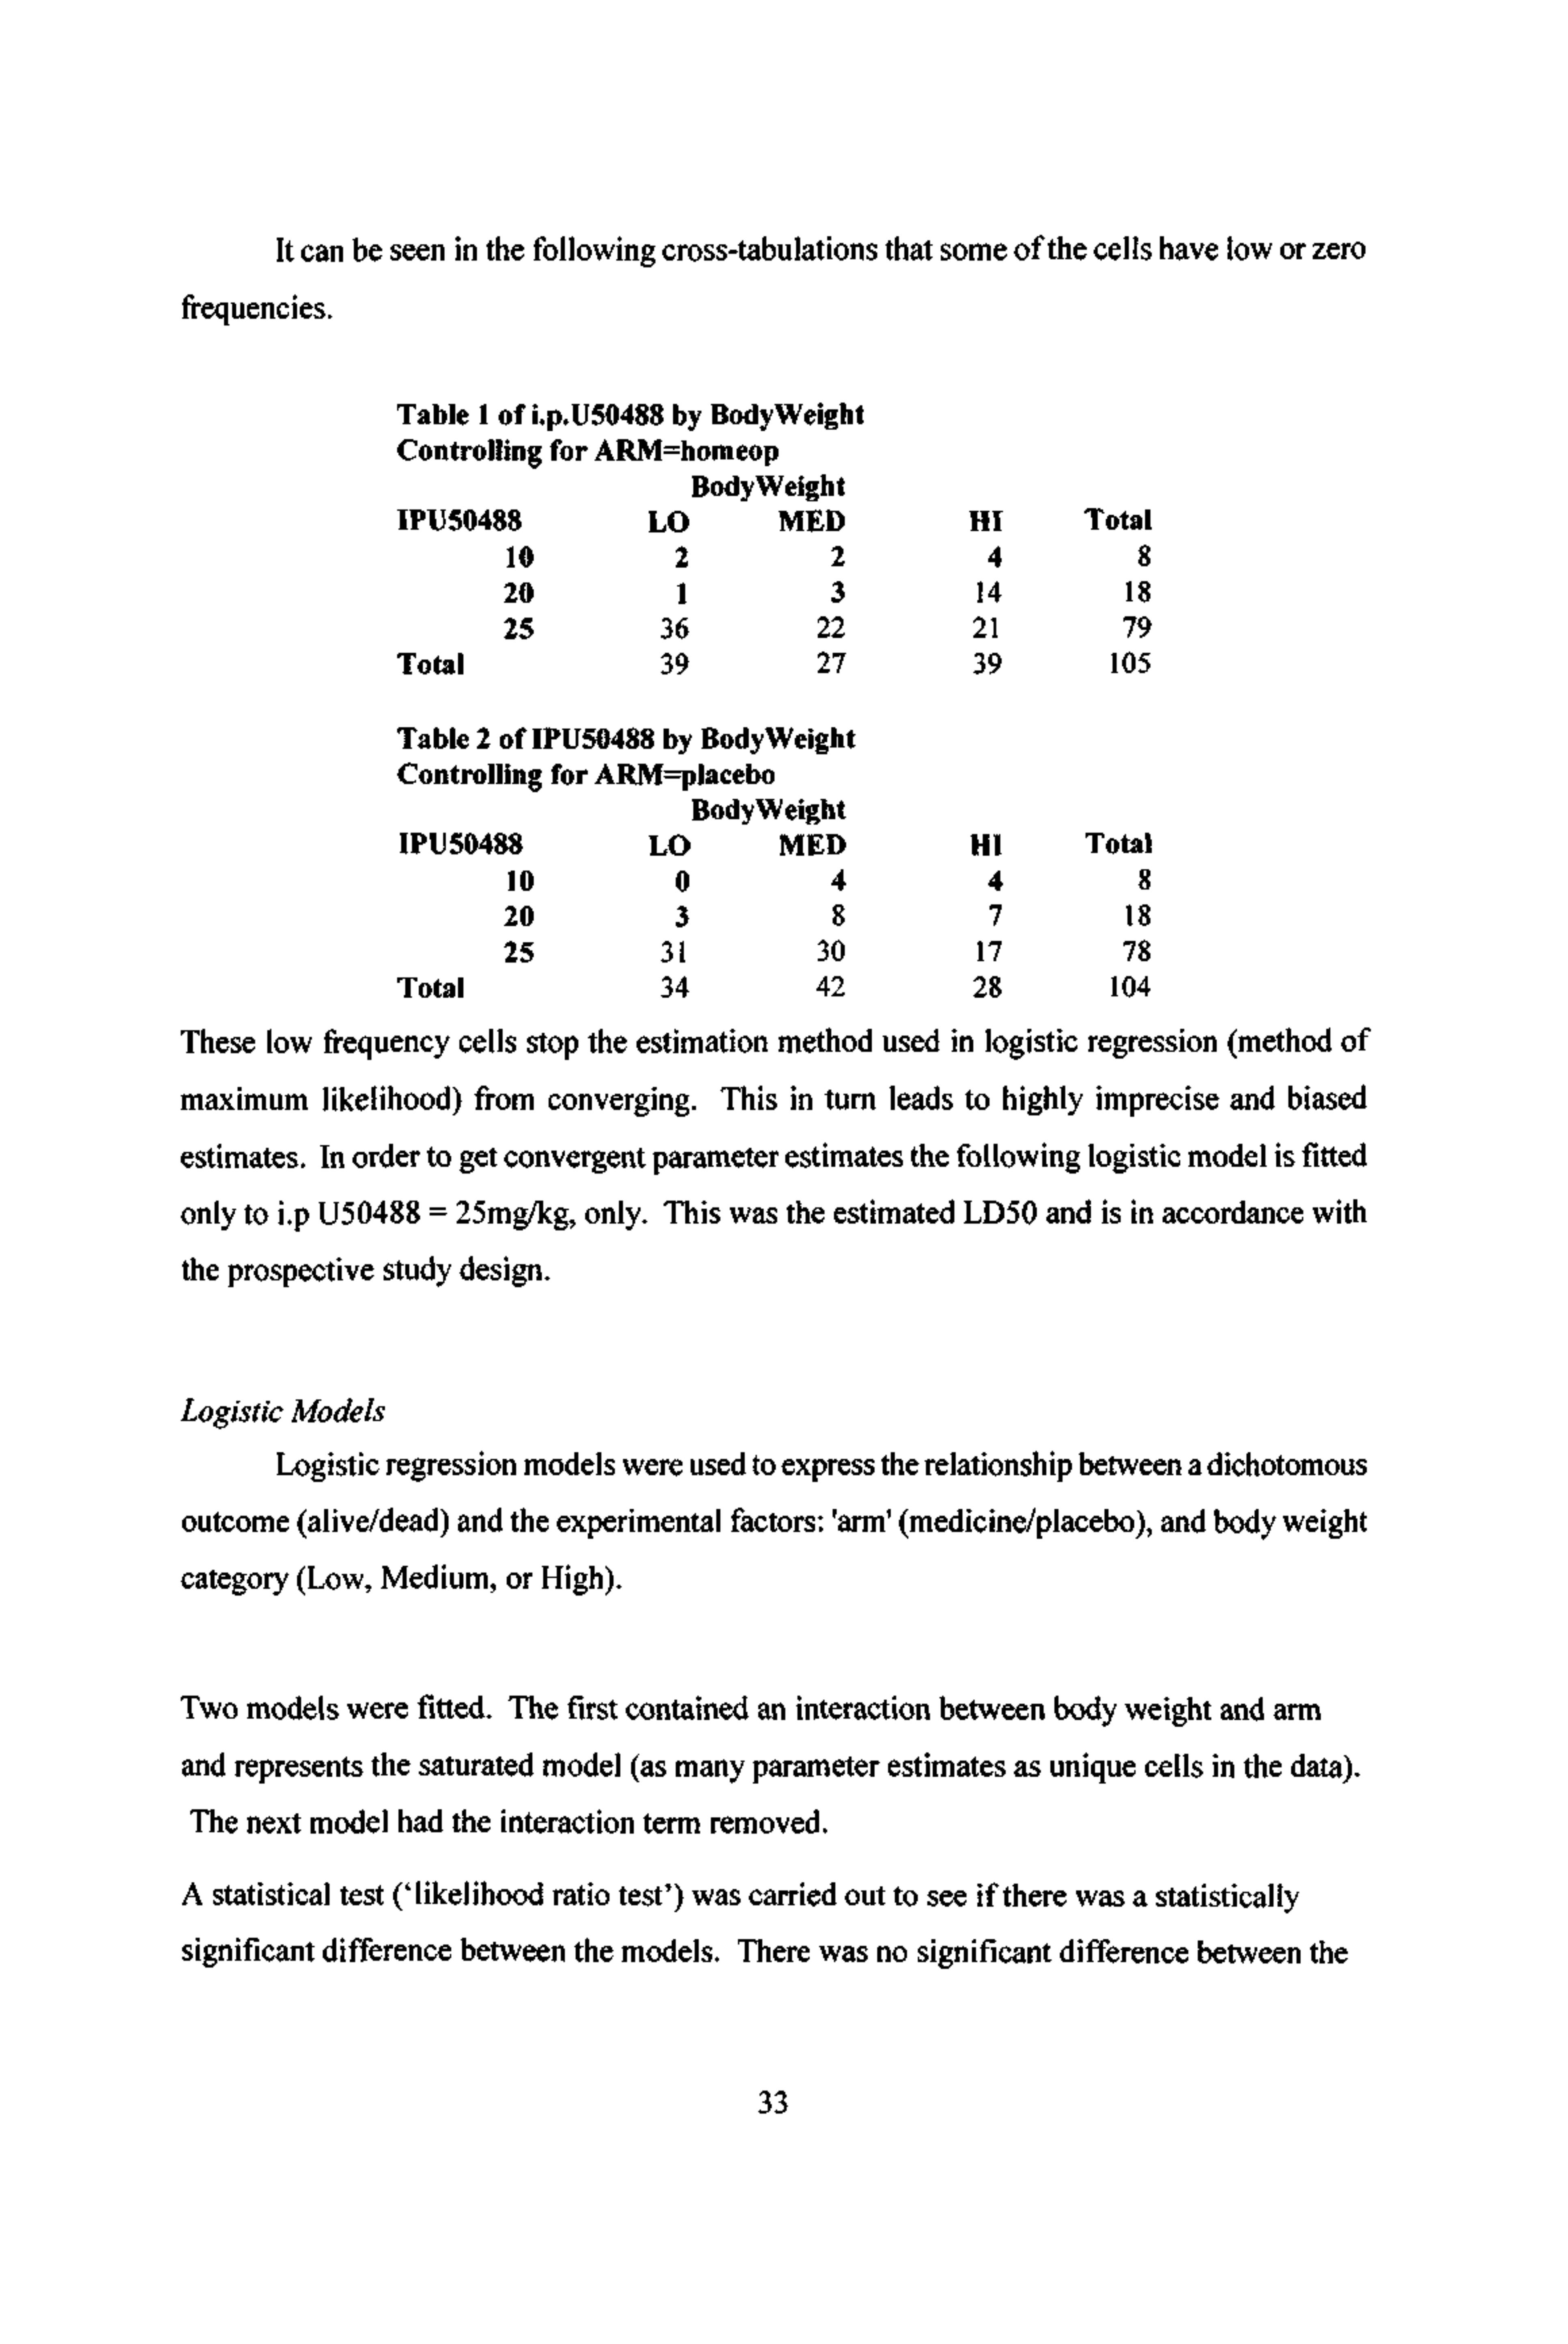 It can be seen in the following cross-tabulations that some of the cells have low or zero
frequencies.
Table 1 of i.p.U50488 by BodyWeight
Controlling for ARM=homeop
BodyWeight
IPU50488 LO MED HI Total
10 2 2 4 8
20 1 3 14 18
25 36 22 21 79
Total 39 27 39 105
Table 2 of IPU50488 by BodyWeight
Controlling for ARM=placebo
BodyWeight
IPU50488 LO MED HI Total
10 0 4 4 8
20 3 8 7 18
25 31 30 17 78
Total 34 42 28 104
These low frequency cells stop the estimation method used in logistic regression (method of
maximum likelihood) from converging. This in turn leads to highly imprecise and biased
estimates. In order to get convergent parameter estimates the following logistic model is fitted
only to i.p U50488 = 25mg/kg, only. This was the estimated LD50 and is in accordance with
the prospective study design.
Logistic Models
Logistic regression models were used to express the relationship between a dichotomous
outcome (alive/dead) and the experimental factors: 'arm' (medicine/placebo), and body weight
category (Low, Medium, or High).
Two models were fitted. The first contained an interaction between body weight and arm
and represents the saturated model (as many parameter estimates as unique cells in the data).
The next model had the interaction term removed.
A statistical test (‘likelihood ratio test’) was carried out to see if there was a statistically
significant difference between the models. There was no significant difference between the
33